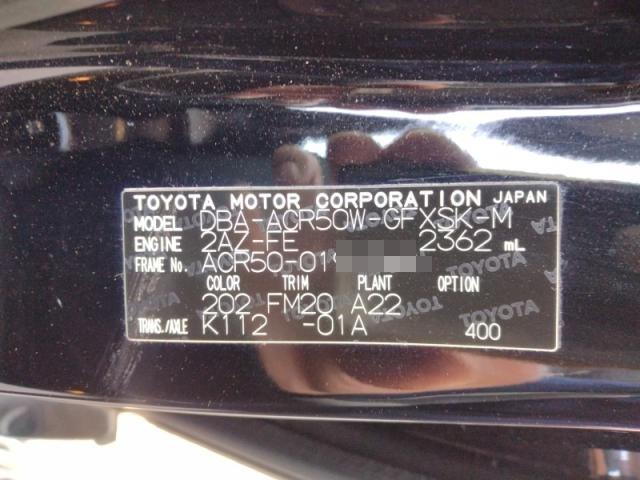 TOYOTA MOTOR CORPORATION JAPAN
MODEL DBA-ACR50W-GFXSK-M
ENGINE 2AZ-FE 2362 mL
FRAME No. ACR50-01
COLOR TRIM PLANT OPTION
202 FM20 A22
TRANS./AXLE K112 -01A 400